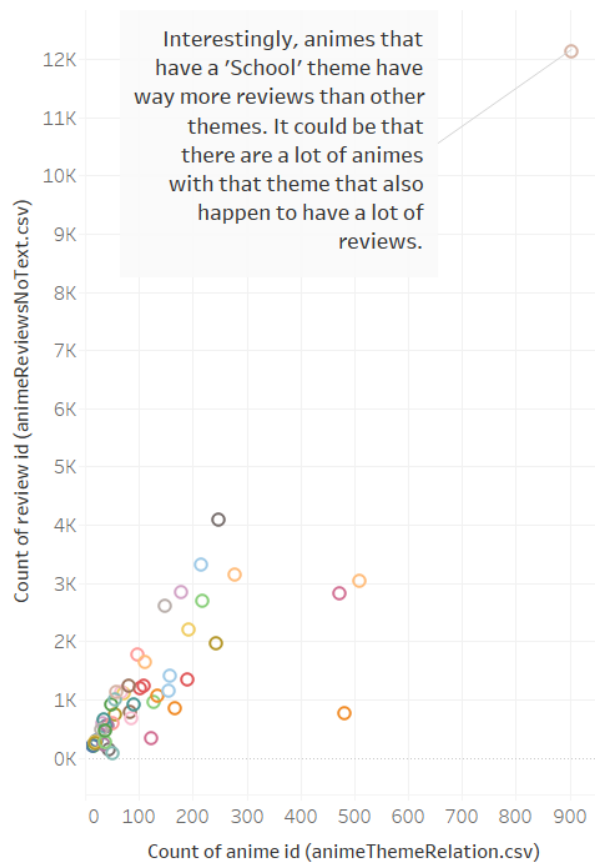 Interestingly, animes that
have a 'School' theme have
way more reviews than other
themes. It could be that
there are a lot of animes
with that theme that also
happen to have a lot of
reviews.
12K
11K
10K
9K
8K
7K
6K
5K
4K
3K
2K
1K
0K
Count of review id (animeReviewsNoText.csv)
0 100 200 300 400 500 600 700 800 900
Count of anime id (animeThemeRelation.csv)